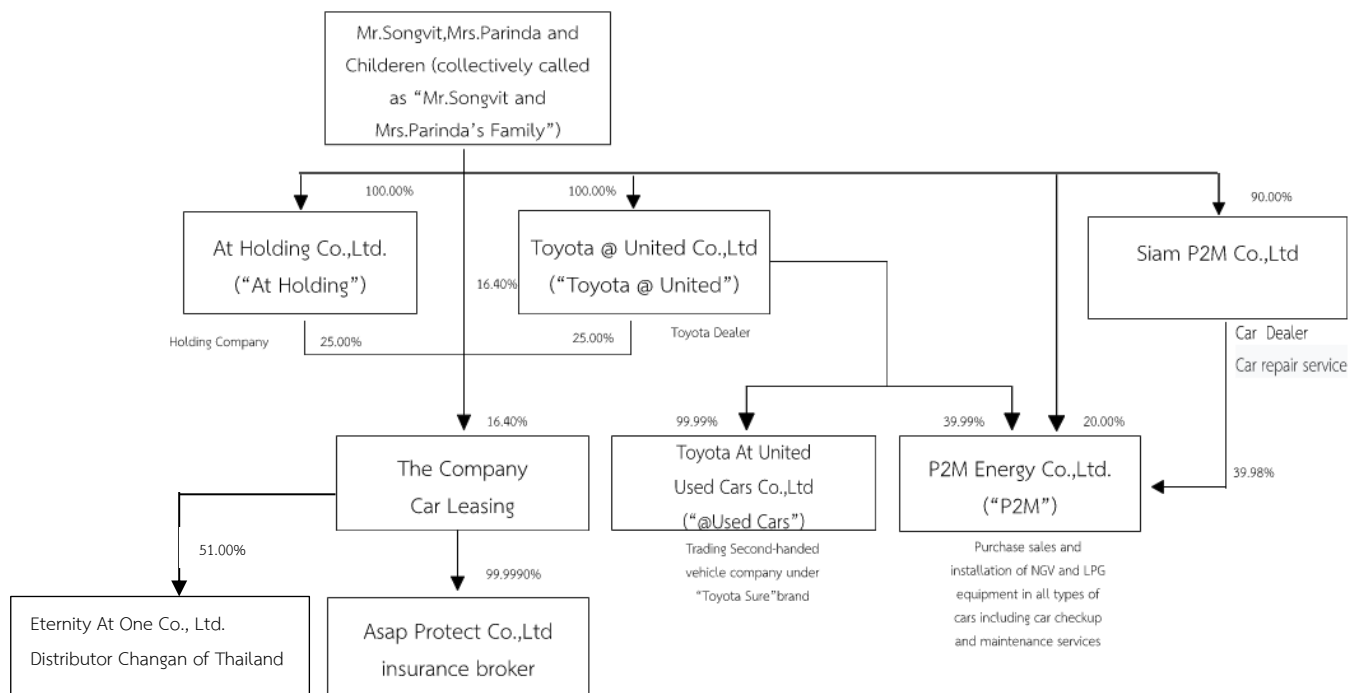 Mr.Songvit,Mrs.Parinda and
Childeren (collectively called
as “Mr.Songvit and
Mrs.Parinda’s Family”)
100.00%
100.00%
90.00%
At Holding Co.,Ltd.
(“At Holding”)
Toyota @ United Co.,Ltd
(“Toyota @ United”)
Siam P2M Co.,Ltd
16.40%
Holding Company
25.00%
25.00%
Toyota Dealer
Car Dealer
Car repair service
16.40%
99.99%
39.99%
20.00%
The Company
Car Leasing
Toyota At United
Used Cars Co.,Ltd
(“@Used Cars”)
P2M Energy Co.,Ltd.
(“P2M”)
39.98%
51.00%
99.9990%
Trading Second-handed
vehicle company under
“Toyota Sure”brand
Purchase sales and
installation of NGV and LPG
equipment in all types of
cars including car checkup
and maintenance services
Eternity At One Co., Ltd.
Distributor Changan of Thailand
Asap Protect Co.,Ltd
insurance broker